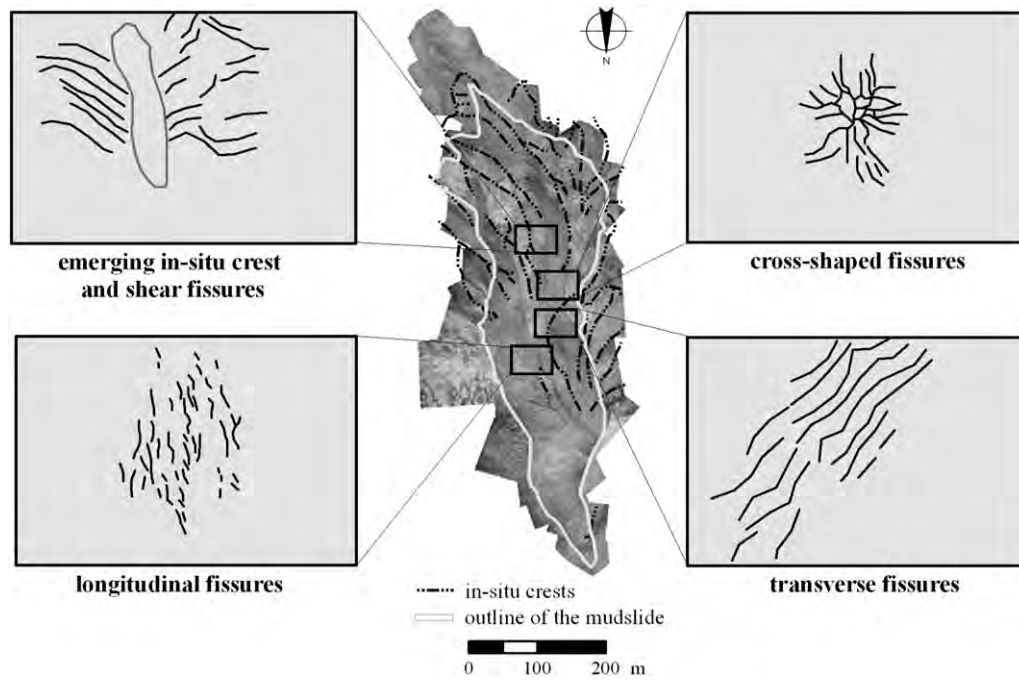 N
emerging in-situ crest
and shear fissures
cross-shaped fissures
longitudinal fissures
transverse fissures
in-situ crests
outline of the mudslide
0 100 200 m